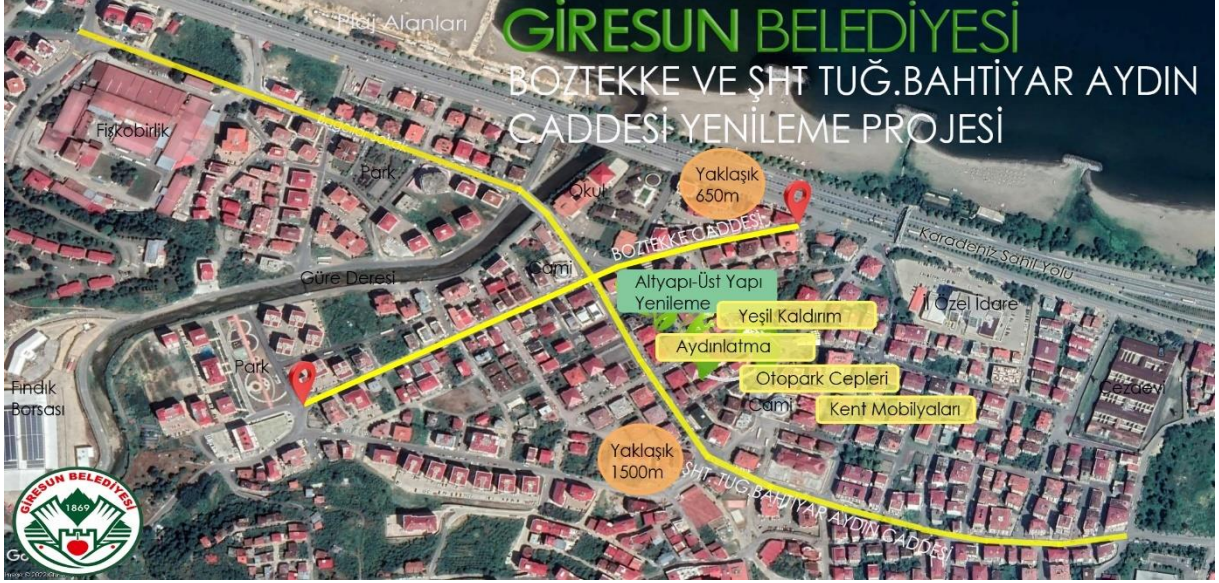 Plaj Alanları
GİRESUN BELEDİYESİ
BOZTEKKE VE ŞHT TUĞ.BAHTİYAR AYDIN
CADDESİ YENİLEME PROJESİ
Fiskobirlik
Park
Okul
Yaklaşık
650m
BOZTEKKE CADDESİ
Karadeniz Sahil Yolu
Güre Deresi
Cami
Altyapı-Üst Yapı
Yenileme
Yeşil Kaldırım
İl Özel İdare
Aydınlatma
Otopark Cepleri
Park
Cezaevi
Fındık
Borsası
Cami
Kent Mobilyaları
Yaklaşık
1500m
ŞHT TUĞ BAHTİYAR AYDIN CADDESİ
GİRESUN BELEDİYESİ
1869